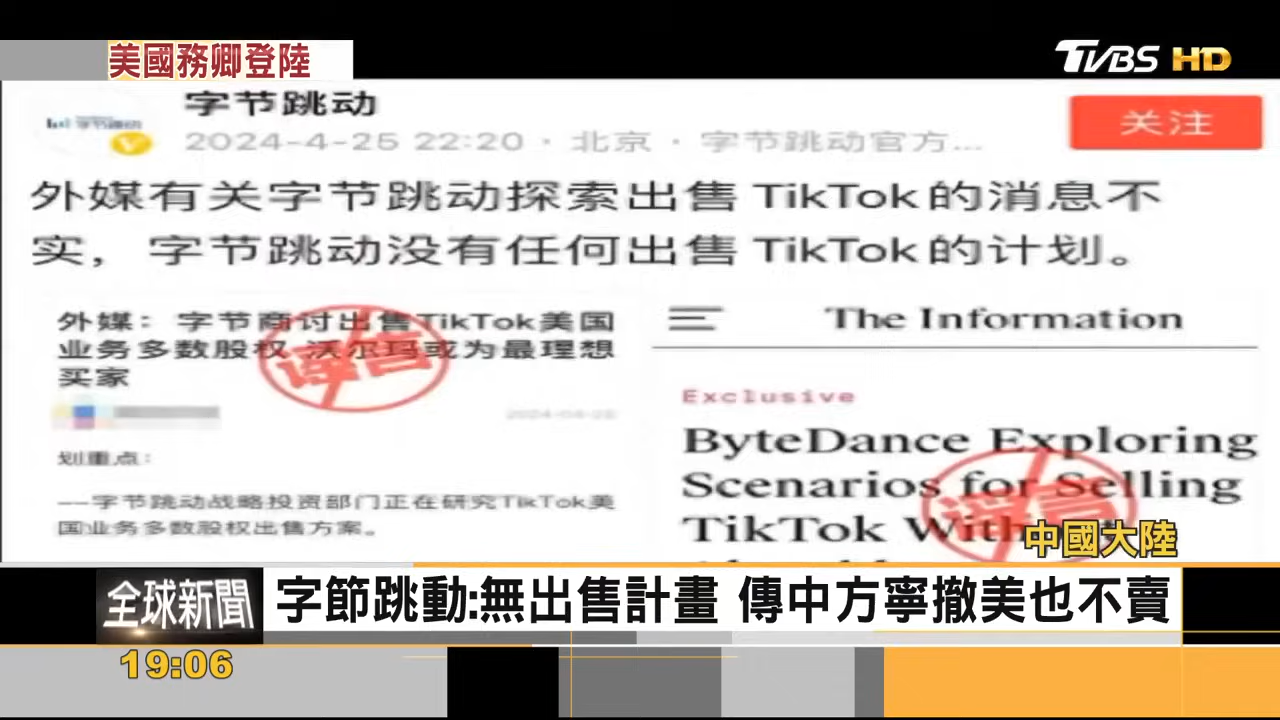 美國務卿登陸
TVBS HD
字节跳动
2024-4-25 22:20 · 北京 · 字节跳动官方...
关注
外媒有关字节跳动探索出售 TikTok 的消息不
实，字节跳动没有任何出售 TikTok 的计划。
外媒：字节商讨出售TikTok美国
业务多数股权 沃尔玛或为最理想
买家
谣言
划重点：
——字节跳动战略投资部门正在研究TikTok美
国业务多数股权出售方案。
The Information
Exclusive
ByteDance Exploring
Scenarios for Selling
TikTok With
谣言
中國大陸
全球新聞
字節跳動:無出售計畫 傳中方寧撤美也不賣
19:06